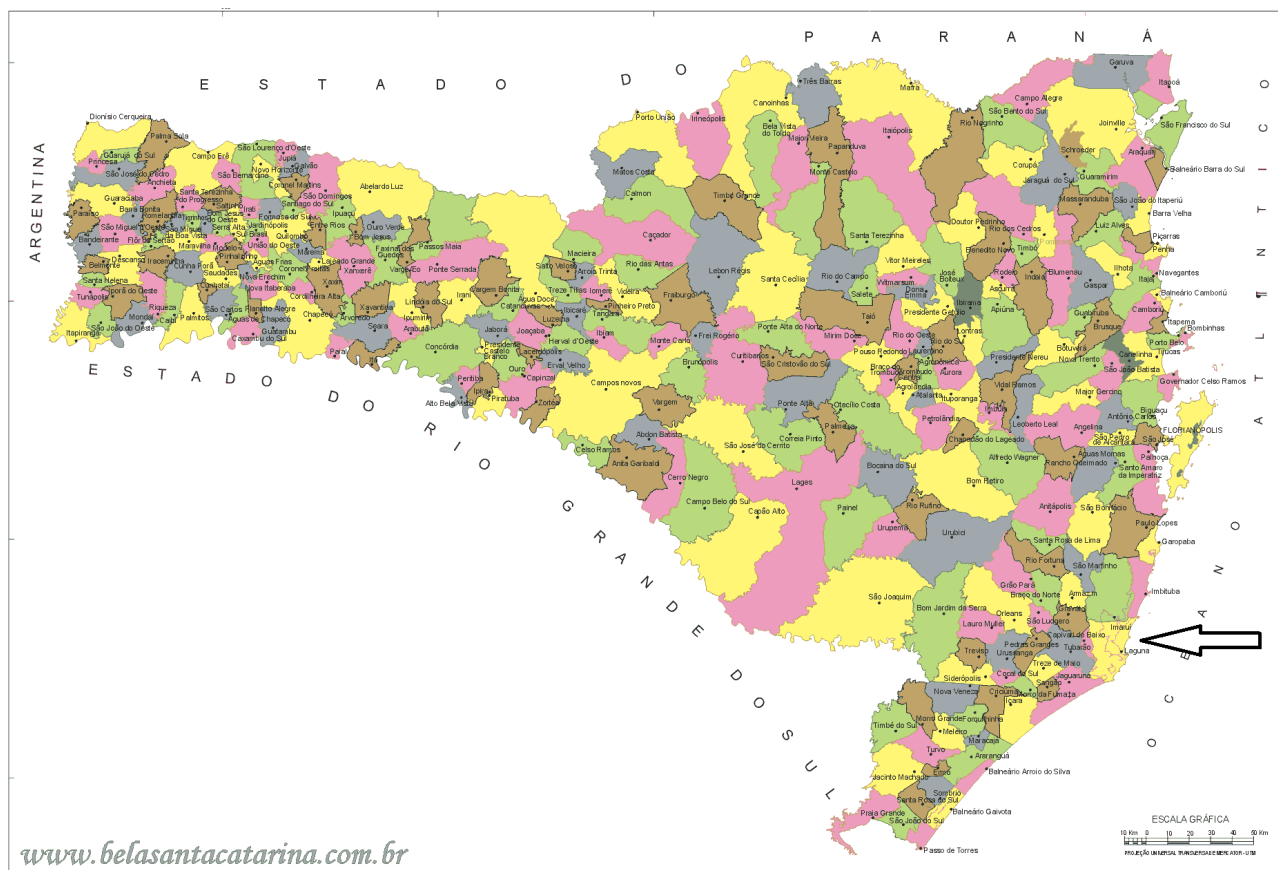 P A R A N Á
E S T A D O D O
ARGENTINA
O C E A N O
A T L Â N T I C O
E S T A D O D O R I O G R A N D E D O S U L
Dionísio Cerqueira
Palma Sola
Guarujá do Sul
Princesa
São José do Cedro
Anchieta
Campo Erê
São Lourenço d'Oeste
Jupiá
Galvão
Novo Horizonte
São Bernardino
Coronel Martins
São Domingos
Santiago do Sul
Abelardo Luz
Ipuaçu
Guaraciaba
Paraíso
Barra Bonita
Romelândia
Santa Terezinha
do Progresso
Saltinho
Irati
Bom Jesus
do Oeste
Formosa do Sul
Jardinópolis
Quilombo
Entre Rios
Ouro Verde
Bom Jesus
São Miguel d'Oeste
Bandeirante
Flor do Sertão
Maravilha
Modelo
Serra Alta
Sul Brasil
União do Oeste
Marema
Lajeado Grande
Xanxerê
Faxinal dos
Guedes
Vargeão
Passos Maia
Ponte Serrada
Descanso
Belmonte
Santa Helena
Iracema
Cunha Porã
Saudades
Pinhalzinho
Águas Frias
Nova Erechim
Nova Itaberaba
Coronel Freitas
Cordilheira Alta
Xaxim
Tunápolis
Iporã do Oeste
Riqueza
Mondaí
Caibi
Palmitos
Cunhataí
São Carlos
Águas de Chapecó
Planalto Alegre
Caxambu do Sul
Guatambu
Chapecó
Itapiranga
São João do Oeste
Xavantina
Arvoredo
Seara
Paial
Itá
Lindóia do Sul
Ipumirim
Arabutã
Irani
Concórdia
Vargem Bonita
Água Doce
Catanduvas
Jaborá
Presidente
Castelo
Branco
Salto Veloso
Macieira
Arroio Trinta
Treze Tílias
Iomerê
Videira
Ibicaré
Tangará
Pinheiro Preto
Luzerna
Joaçaba
Herval d'Oeste
Ibiam
Lacerdópolis
Erval Velho
Ouro
Capinzal
Peritiba
Ipira
Piratuba
Alto Bela Vista
Zortéa
Campos novos
Porto União
Irineópolis
Matos Costa
Calmon
Caçador
Timbó Grande
Rio das Antas
Lebon Régis
Fraiburgo
Monte Carlo
Frei Rogério
Brunópolis
Curitibanos
Vargem
Abdon Batista
Celso Ramos
Anita Garibaldi
Cerro Negro
Campo Belo do Sul
São José do Cerrito
Capão Alto
Lages
Correia Pinto
Ponte Alta
Ponte Alta do Norte
São Cristovão do Sul
Santa Cecília
Canoinhas
Três Barras
Mafra
Bela Vista
do Toldo
Major Vieira
Papanduva
Monte Castelo
Itaiópolis
Santa Terezinha
Rio do Campo
Salete
Taió
Mirim Doce
Pouso Redondo
Otacílio Costa
Palmeira
Bocaina do Sul
Painel
Rio Rufino
Urupema
Urubici
São Joaquim
Bom Retiro
Bom Jardim da Serra
Rio Negrinho
São Bento do Sul
Campo Alegre
Garuva
Itapoá
Joinville
São Francisco do Sul
Araquari
Balneário Barra do Sul
Schroeder
Guaramirim
Corupá
Jaraguá do Sul
Massaranduba
São João do Itaperiú
Barra Velha
Luiz Alves
Piçarras
Penha
Navegantes
Ilhota
Itajaí
Balneário Camboriú
Camboriú
Itapema
Bombinhas
Porto Belo
Tijucas
Canelinha
São João Batista
Governador Celso Ramos
Biguaçu
Antônio
Carlos
FLORIANÓPOLIS
São José
Palhoça
São Pedro
de Alcântara
Águas Mornas
Santo Amaro
da Imperatriz
Angelina
Rancho Queimado
Major Gercino
Nova Trento
Botuverá
Brusque
Guabiruba
Gaspar
Blumenau
Pomerode
Indaial
Timbó
Rio dos Cedros
Doutor Pedrinho
Benedito Novo
Rodeio
Ascurra
Apiúna
Ibirama
José
Boiteux
Vitor Meireles
Witmarsum
Dona
Emma
Presidente Getúlio
Lontras
Rio do Sul
Rio do Oeste
Laurentino
Agronômica
Trombudo
Central
Braço do
Trombudo
Agrolândia
Atalanta
Aurora
Ituporanga
Petrolândia
Imbuia
Presidente Nereu
Vidal Ramos
Leoberto Leal
Chapadão do Lageado
Alfredo Wagner
Anitápolis
São Bonifácio
Paulo Lopes
Garopaba
Imbituba
Santa Rosa de Lima
Rio Fortuna
São Martinho
Grão Pará
Braço do Norte
Armazém
Gravatal
Imaruí
São Ludgero
Orleans
Lauro Muller
Capivari de Baixo
Tubarão
Laguna
Pedras Grandes
Urussanga
Treviso
Treze de Maio
Cocal do Sul
Siderópolis
Jaguaruna
Sangão
Morro da Fumaça
Criciúma
Içara
Nova Veneza
Forquilhinha
Morro Grande
Meleiro
Maracajá
Timbé do Sul
Turvo
Araranguá
Ermo
Balneário Arroio do Silva
Jacinto Machado
Sombrio
Santa Rosa do Sul
Balneário Gaivota
Praia Grande
São João do Sul
Passo de Torres
ESCALA GRÁFICA
10 Km 0 10 20 30 40 50 Km
PROJEÇÃO UNIVERSAL TRANSVERSA DE MERCATOR - UTM
www.belasantacatarina.com.br